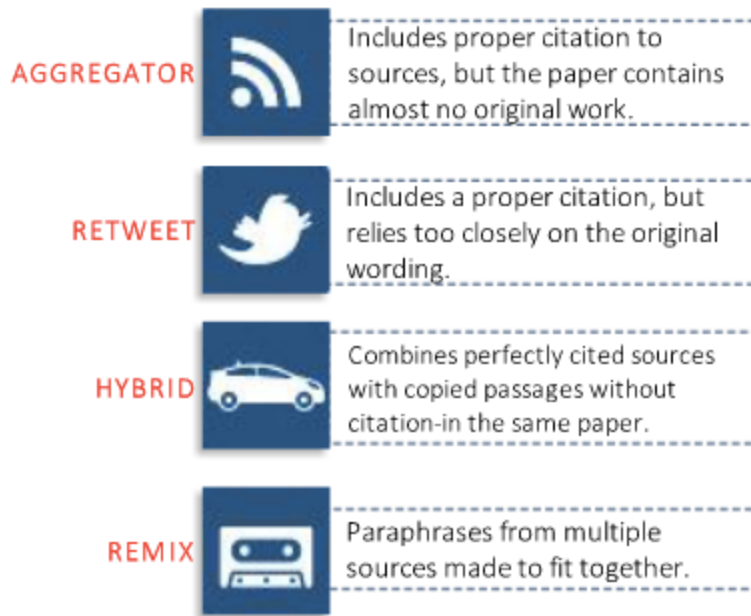 AGGREGATOR
Includes proper citation to
sources, but the paper contains
almost no original work.
RETWEET
Includes a proper citation, but
relies too closely on the original
wording.
HYBRID
Combines perfectly cited sources
with copied passages without
citation-in the same paper.
REMIX
Paraphrases from multiple
sources made to fit together.